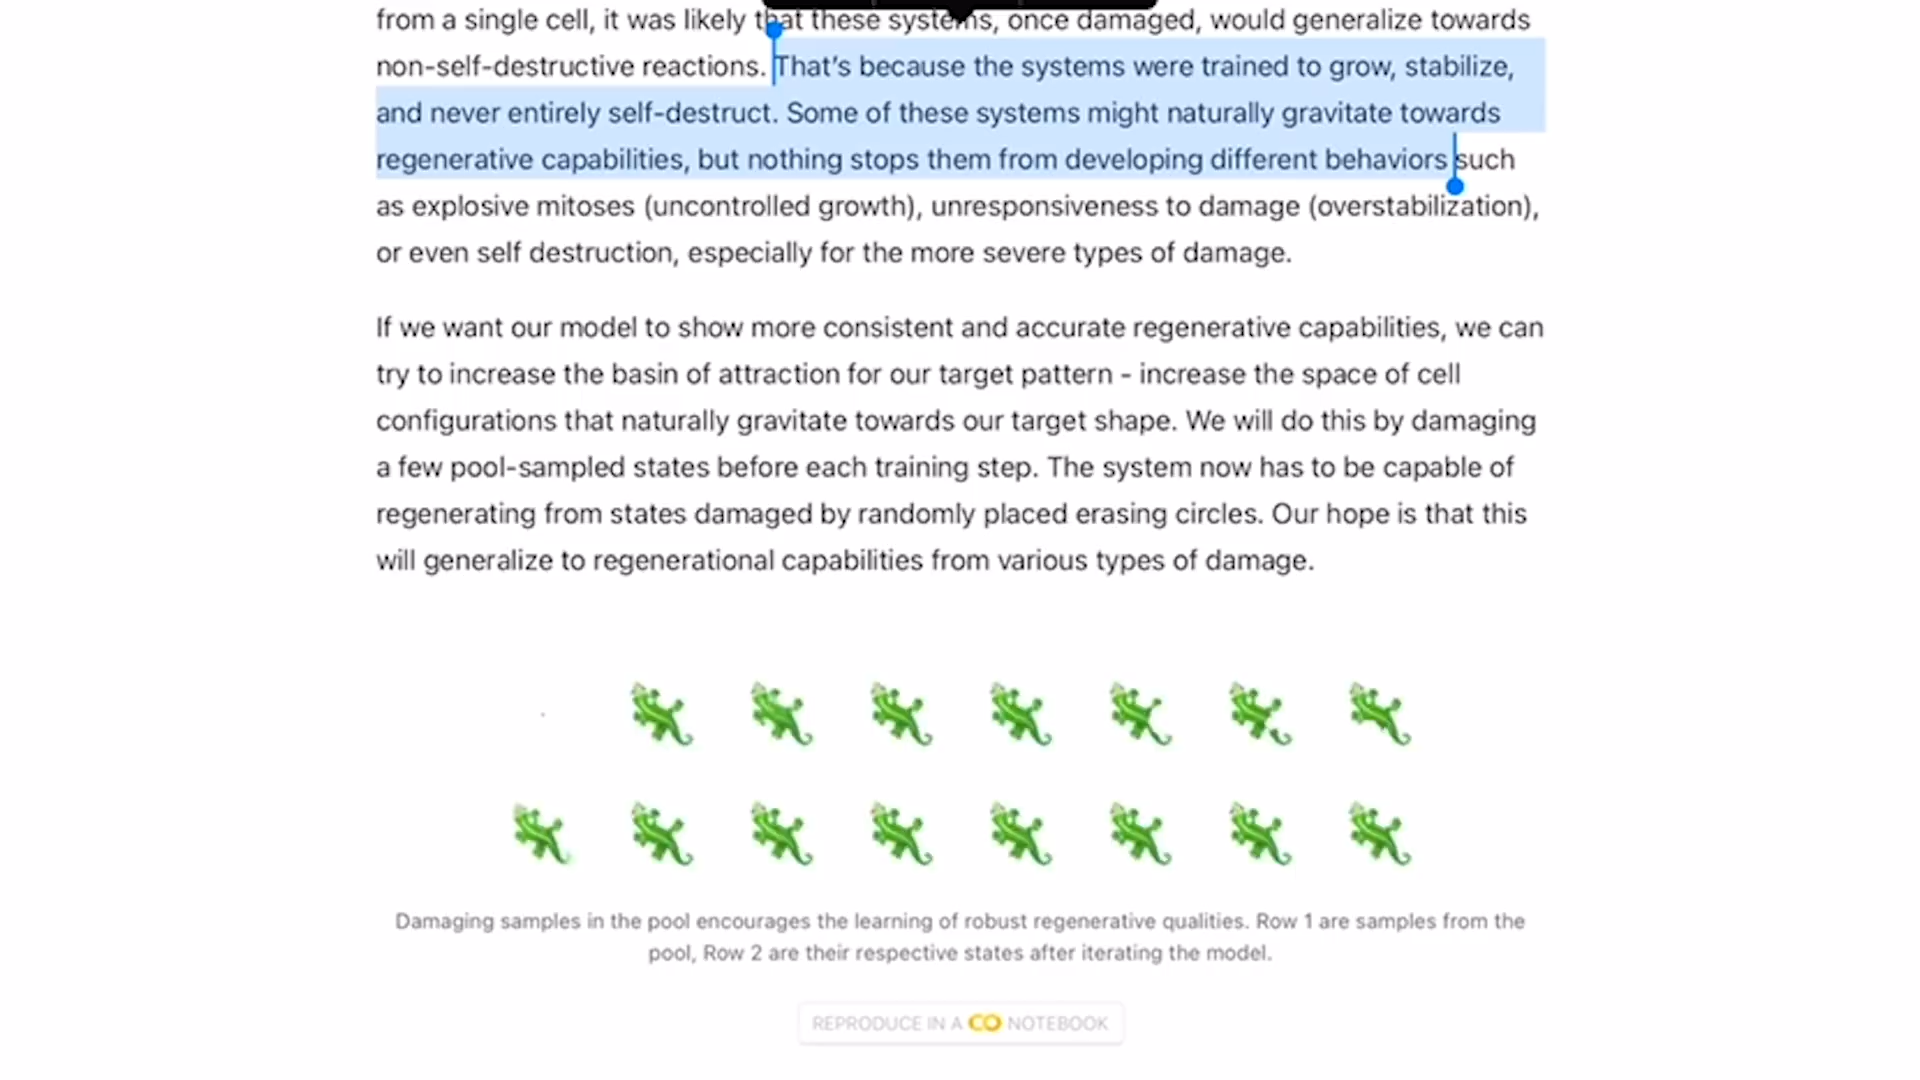 from a single cell, it was likely that these systems, once damaged, would generalize towards
non-self-destructive reactions. That's because the systems were trained to grow, stabilize,
and never entirely self-destruct. Some of these systems might naturally gravitate towards
regenerative capabilities, but nothing stops them from developing different behaviors such
as explosive mitoses (uncontrolled growth), unresponsiveness to damage (overstabilization),
or even self destruction, especially for the more severe types of damage.
If we want our model to show more consistent and accurate regenerative capabilities, we can
try to increase the basin of attraction for our target pattern - increase the space of cell
configurations that naturally gravitate towards our target shape. We will do this by damaging
a few pool-sampled states before each training step. The system now has to be capable of
regenerating from states damaged by randomly placed erasing circles. Our hope is that this
will generalize to regenerational capabilities from various types of damage.
Damaging samples in the pool encourages the learning of robust regenerative qualities. Row 1 are samples from the
pool, Row 2 are their respective states after iterating the model.
REPRODUCE IN A CO NOTEBOOK